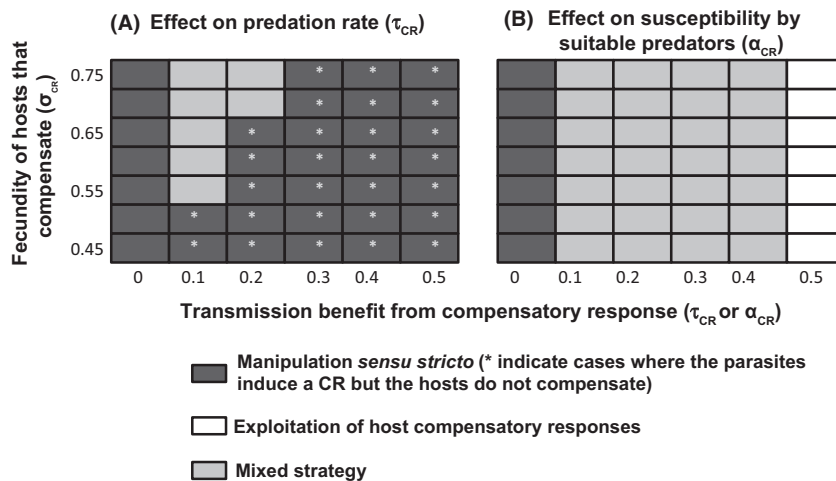 (A) Effect on predation rate (τCR)
(B) Effect on susceptibility by
suitable predators (αCR)
Fecundity of hosts that
compensate (σCR)
0.75
0.65
0.55
0.45
* * *
* * *
* * * *
* * * *
* * * *
* * * * *
* * * * *
0 0.1 0.2 0.3 0.4 0.5
0 0.1 0.2 0.3 0.4 0.5
Transmission benefit from compensatory response (τCR or αCR)
Manipulation sensu stricto (* indicate cases where the parasites
induce a CR but the hosts do not compensate)
Exploitation of host compensatory responses
Mixed strategy